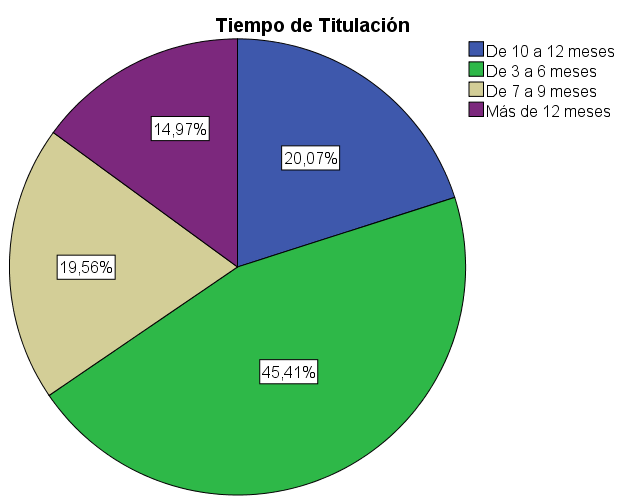 Tiempo de Titulación
De 10 a 12 meses
De 3 a 6 meses
De 7 a 9 meses
Más de 12 meses
14,97%
20,07%
19,56%
45,41%